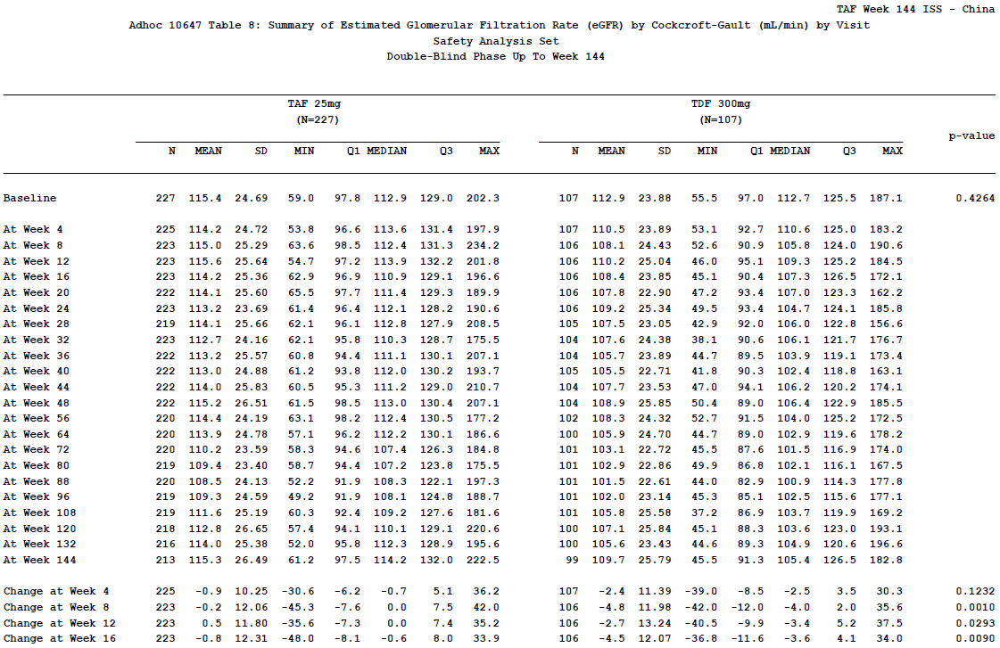 TAF Week 144 ISS - China
Adhoc 10647 Table 8: Summary of Estimated Glomerular Filtration Rate (eGFR) by Cockcroft-Gault (mL/min) by Visit
Safety Analysis Set
Double-Blind Phase Up To Week 144
TAF 25mg TDF 300mg
(N=227) (N=107)
p-value
N MEAN SD MIN Q1 MEDIAN Q3 MAX N MEAN SD MIN Q1 MEDIAN Q3 MAX
Baseline 227 115.4 24.69 59.0 97.8 112.9 129.0 202.3 107 112.9 23.88 55.5 97.0 112.7 125.5 187.1 0.4264
At Week 4 225 114.2 24.72 53.8 96.6 113.6 131.4 197.9 107 110.5 23.89 53.1 92.7 110.6 125.0 183.2
At Week 8 223 115.0 25.29 63.6 98.5 112.4 131.3 234.2 106 108.1 24.43 52.6 90.9 105.8 124.0 190.6
At Week 12 223 115.6 25.64 54.7 97.2 113.9 132.2 201.8 106 110.2 25.04 46.0 95.1 109.3 125.2 184.5
At Week 16 223 114.2 25.36 62.9 96.9 110.9 129.1 196.6 106 108.4 23.85 45.1 90.4 107.3 126.5 172.1
At Week 20 222 114.1 25.60 65.5 97.7 111.4 129.3 189.9 106 107.8 22.90 47.2 93.4 107.0 123.3 162.2
At Week 24 223 113.2 23.69 61.4 96.4 112.1 128.2 190.6 106 109.2 25.34 49.5 93.4 104.7 124.1 185.8
At Week 28 219 114.1 25.66 62.1 96.1 112.8 127.9 208.5 105 107.5 23.05 42.9 92.0 106.0 122.8 156.6
At Week 32 223 112.7 24.16 62.1 95.8 110.3 128.7 175.5 104 107.6 24.38 38.1 90.6 106.1 121.7 176.7
At Week 36 222 113.2 25.57 60.8 94.4 111.1 130.1 207.1 104 105.7 23.89 44.7 89.5 103.9 119.1 173.4
At Week 40 222 113.0 24.88 61.2 93.8 112.0 130.2 193.7 105 105.5 22.71 41.8 90.3 102.4 118.8 163.1
At Week 44 222 114.0 25.83 60.5 95.3 111.2 129.0 210.7 104 107.7 23.53 47.0 94.1 106.2 120.2 174.1
At Week 48 222 115.2 26.51 61.5 98.5 113.0 130.4 207.1 104 108.9 25.85 50.4 89.0 106.4 122.9 185.5
At Week 56 220 114.4 24.19 63.1 98.2 112.4 130.5 177.2 102 108.3 24.32 52.7 91.5 104.0 125.2 172.5
At Week 64 220 113.9 24.78 57.1 96.2 112.2 130.1 186.6 100 105.9 24.70 44.7 89.0 102.9 119.6 178.2
At Week 72 220 110.2 23.59 58.3 94.6 107.4 126.3 184.8 101 103.1 22.72 45.5 87.6 101.5 116.9 174.0
At Week 80 219 109.4 23.40 58.7 94.4 107.2 123.8 175.5 101 102.9 22.86 49.9 86.8 102.1 116.1 167.5
At Week 88 220 108.5 24.13 52.2 91.9 108.3 122.1 197.3 101 101.5 22.61 44.0 82.9 100.9 114.3 177.8
At Week 96 219 109.3 24.59 49.2 91.9 108.1 124.8 188.7 101 102.0 23.14 45.3 85.1 102.5 115.6 177.1
At Week 108 219 111.6 25.19 60.3 92.4 109.2 127.6 181.6 101 105.8 25.58 37.2 86.9 103.7 119.9 169.2
At Week 120 218 112.8 26.65 57.4 94.1 110.1 129.1 220.6 100 107.1 25.84 45.1 88.3 103.6 123.0 193.1
At Week 132 216 114.0 25.38 52.0 95.8 112.3 128.9 195.6 100 105.6 23.43 44.6 89.3 104.9 120.6 196.6
At Week 144 213 115.3 26.49 61.2 97.5 114.2 132.0 222.5 99 109.7 25.79 45.5 91.3 105.4 126.5 182.8
Change at Week 4 225 -0.9 10.25 -30.6 -6.2 -0.7 5.1 36.2 107 -2.4 11.39 -39.0 -8.5 -2.5 3.5 30.3 0.1232
Change at Week 8 223 -0.2 12.06 -45.3 -7.6 0.0 7.5 42.0 106 -4.8 11.98 -42.0 -12.0 -4.0 2.0 35.6 0.0010
Change at Week 12 223 0.5 11.80 -35.6 -7.3 0.0 7.4 35.2 106 -2.7 13.24 -40.5 -9.9 -3.4 5.2 37.5 0.0293
Change at Week 16 223 -0.8 12.31 -48.0 -8.1 -0.6 8.0 33.9 106 -4.5 12.07 -36.8 -11.6 -3.6 4.1 34.0 0.0090